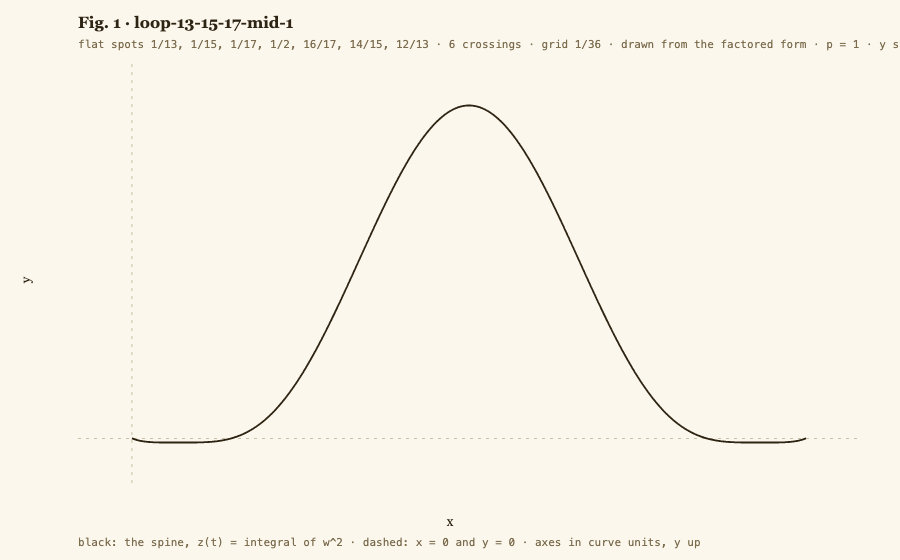 Fig. 1 · loop-13-15-17-mid-1
flat spots 1/13, 1/15, 1/17, 1/2, 16/17, 14/15, 12/13 · 6 crossings · grid 1/36 · drawn from the factored form · p = 1 · y s
y
x
black: the spine, z(t) = integral of w^2 · dashed: x = 0 and y = 0 · axes in curve units, y up